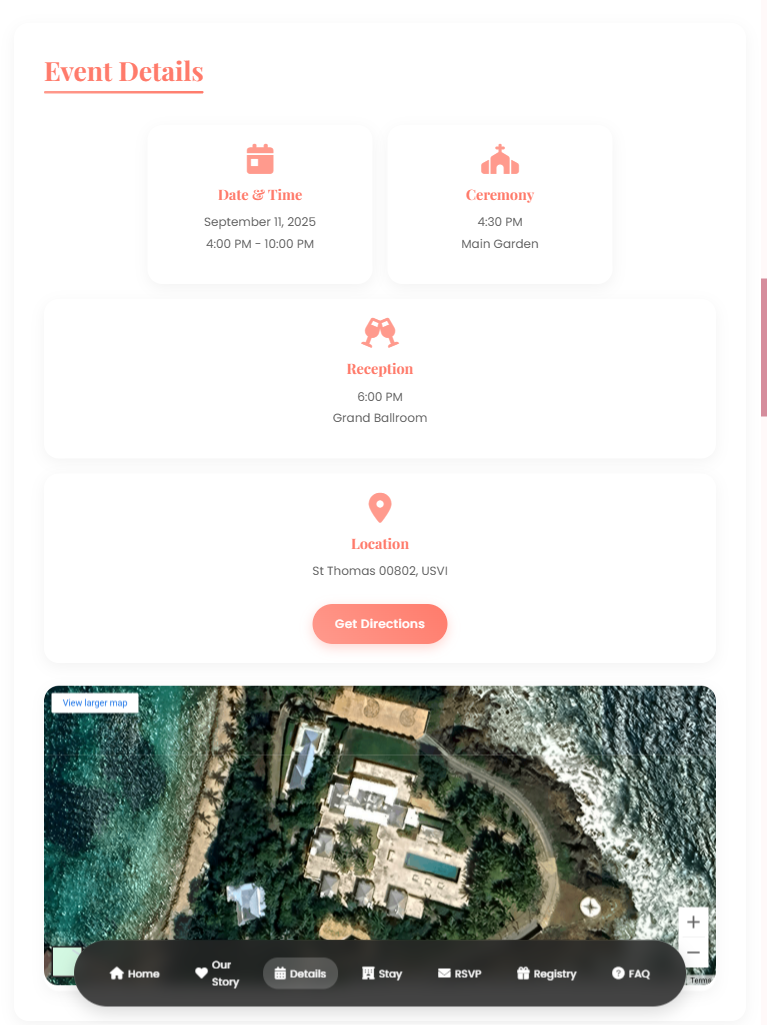 Event Details
Date & Time
September 11, 2025
4:00 PM - 10:00 PM
Ceremony
4:30 PM
Main Garden
Reception
6:00 PM
Grand Ballroom
Location
St Thomas 00802, USVI
Get Directions
View larger map
+
−
Terms
Home
Our
Story
Details
Stay
RSVP
Registry
FAQ